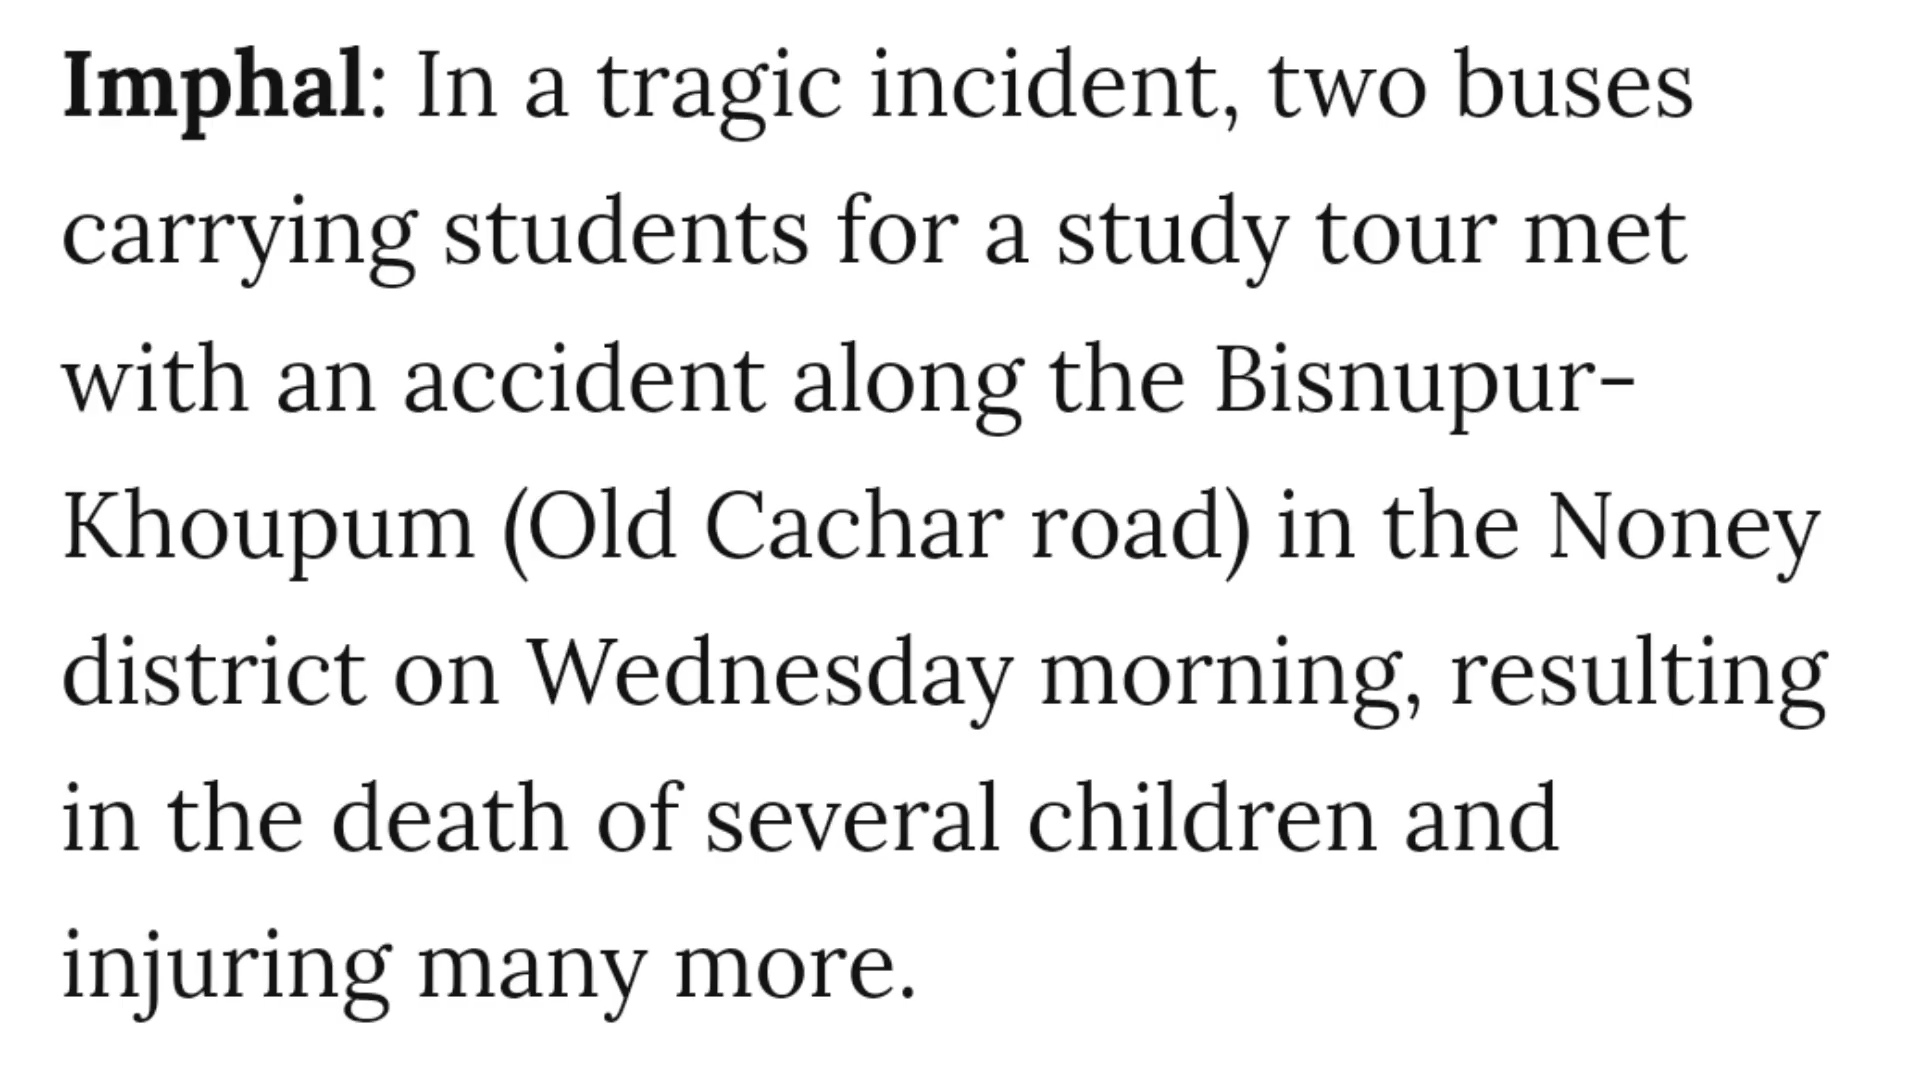 Imphal: In a tragic incident, two buses
carrying students for a study tour met
with an accident along the Bisnupur-
Khoupum (Old Cachar road) in the Noney
district on Wednesday morning, resulting
in the death of several children and
injuring many more.